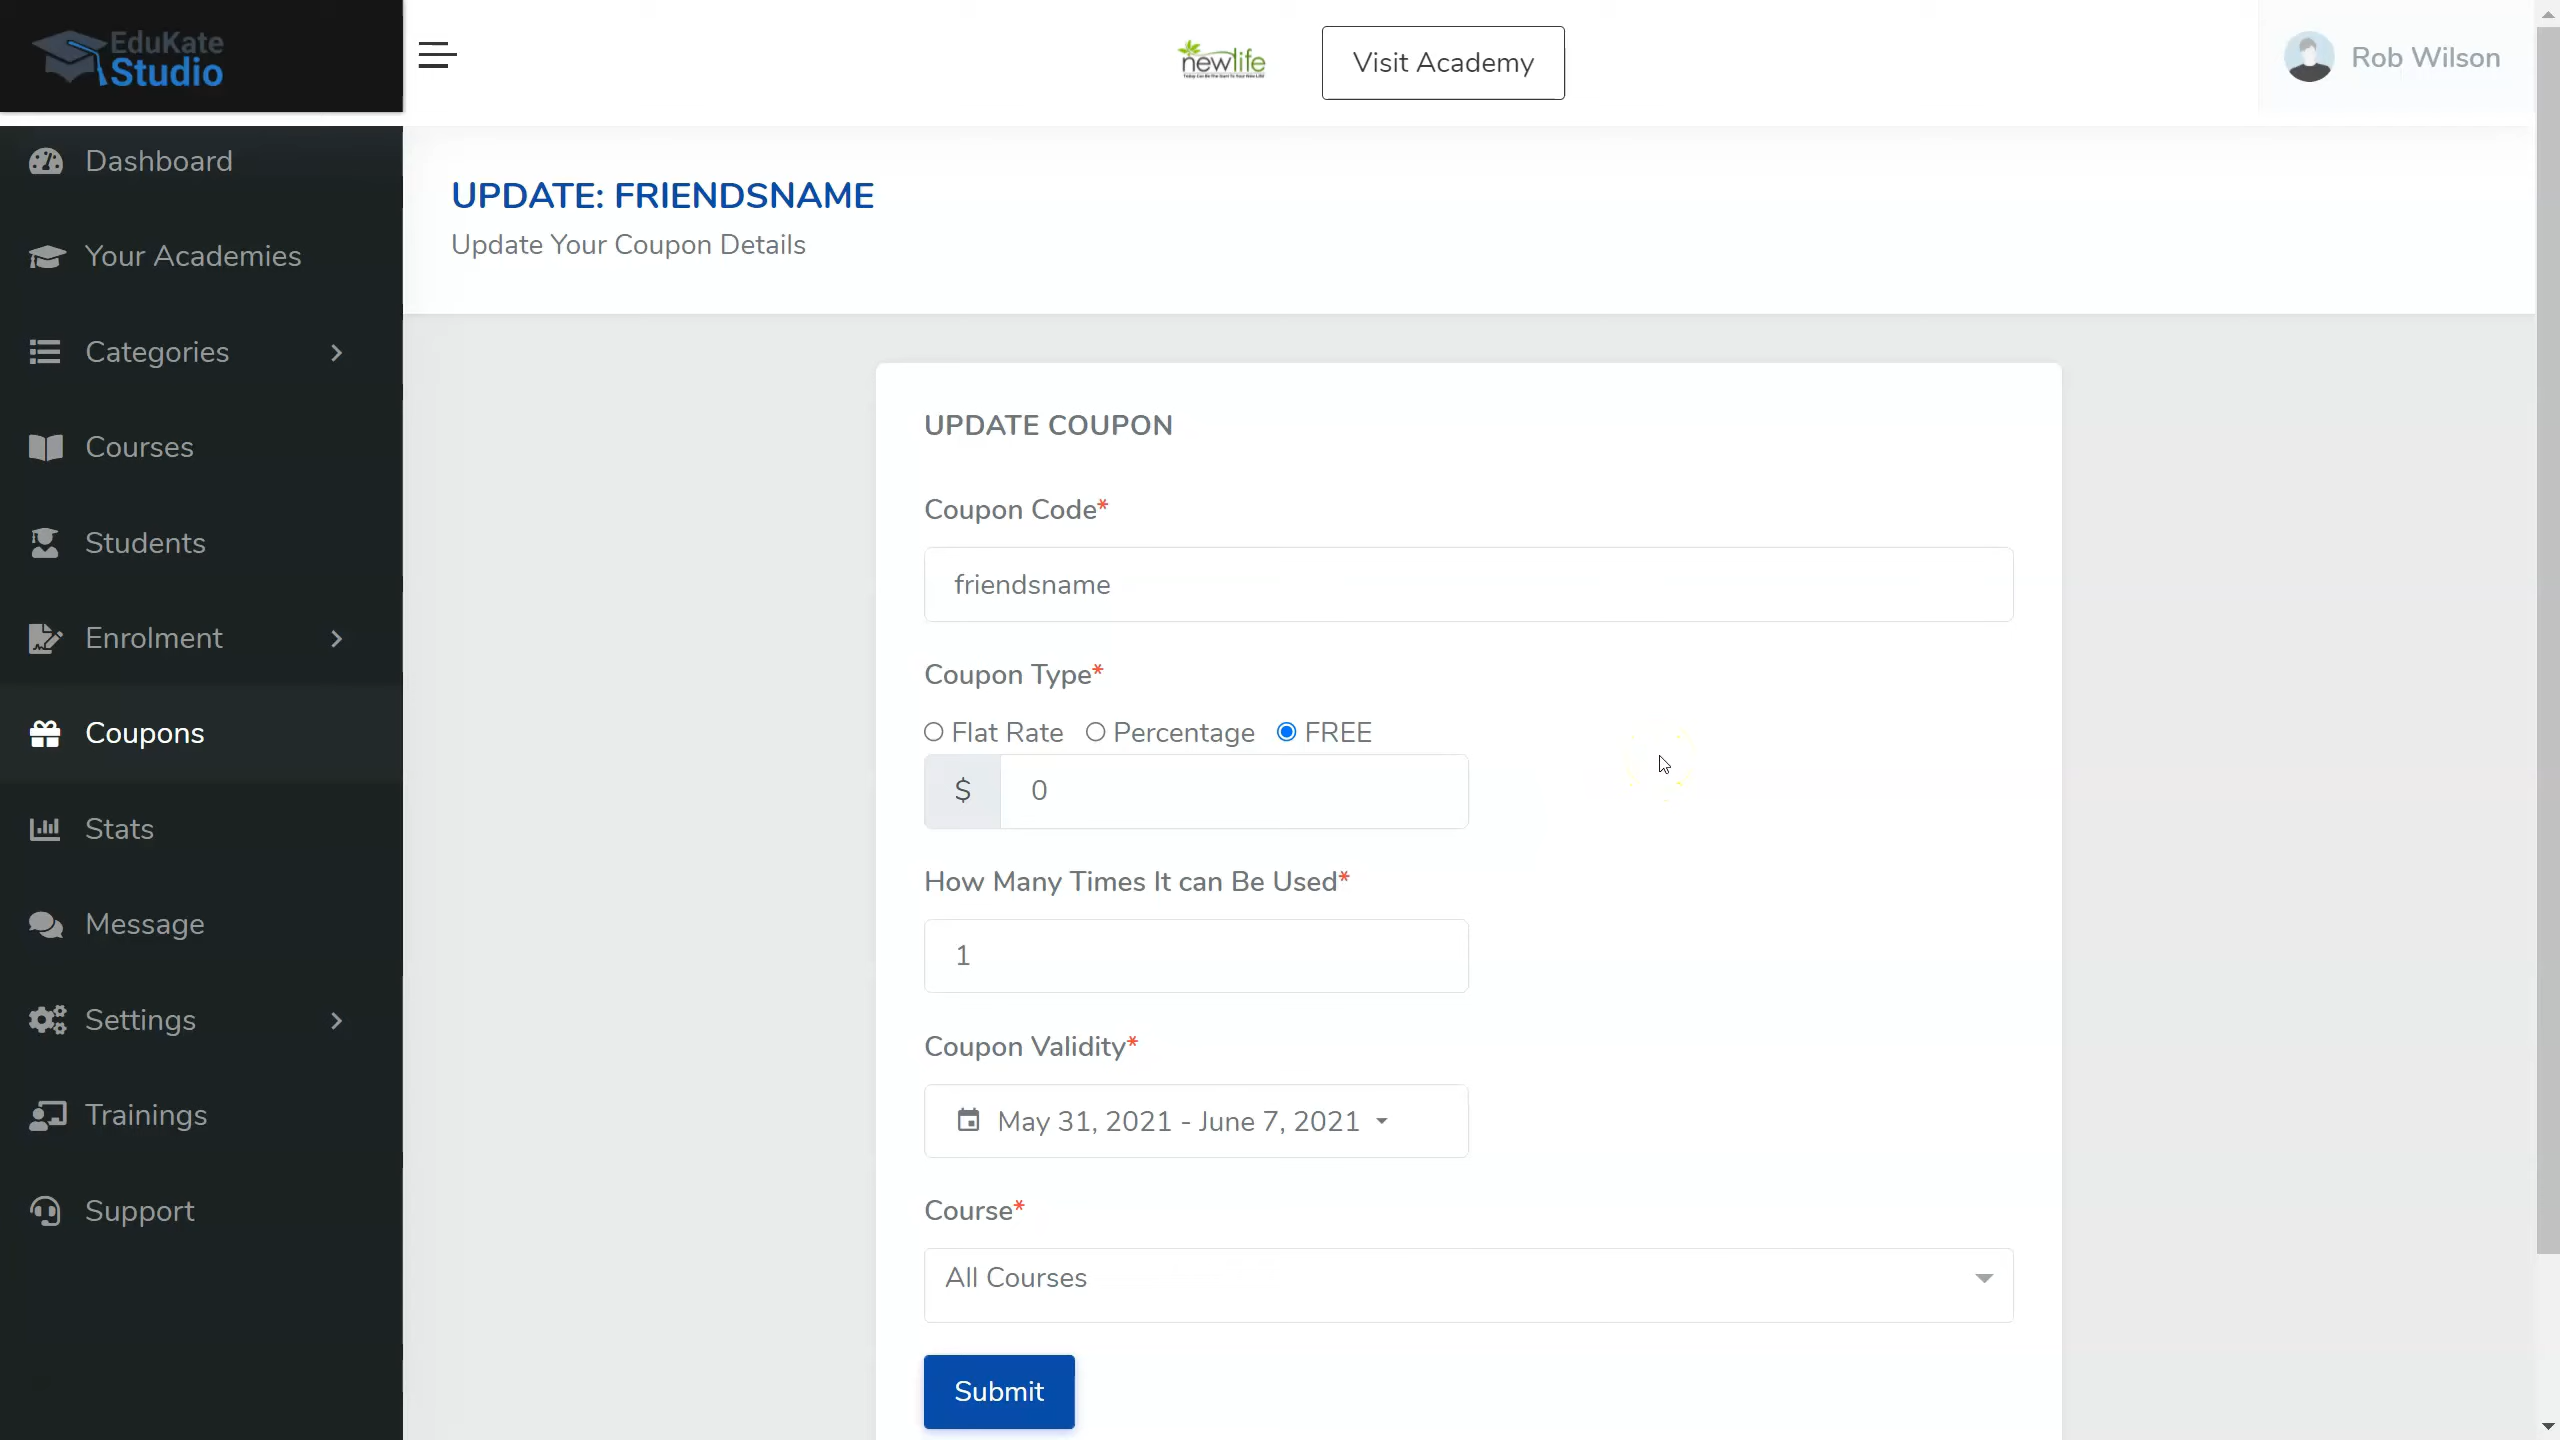 EduKate
Studio
newlife
Visit Academy
Rob Wilson
Dashboard
Your Academies
Categories
Courses
Students
Enrolment
Coupons
Stats
Message
Settings
Trainings
Support
UPDATE: FRIENDSNAME
Update Your Coupon Details
UPDATE COUPON
Coupon Code*
friendsname
Coupon Type*
Flat Rate Percentage FREE
$ 0
How Many Times It can Be Used*
1
Coupon Validity*
May 31, 2021 - June 7, 2021
Course*
All Courses
Submit